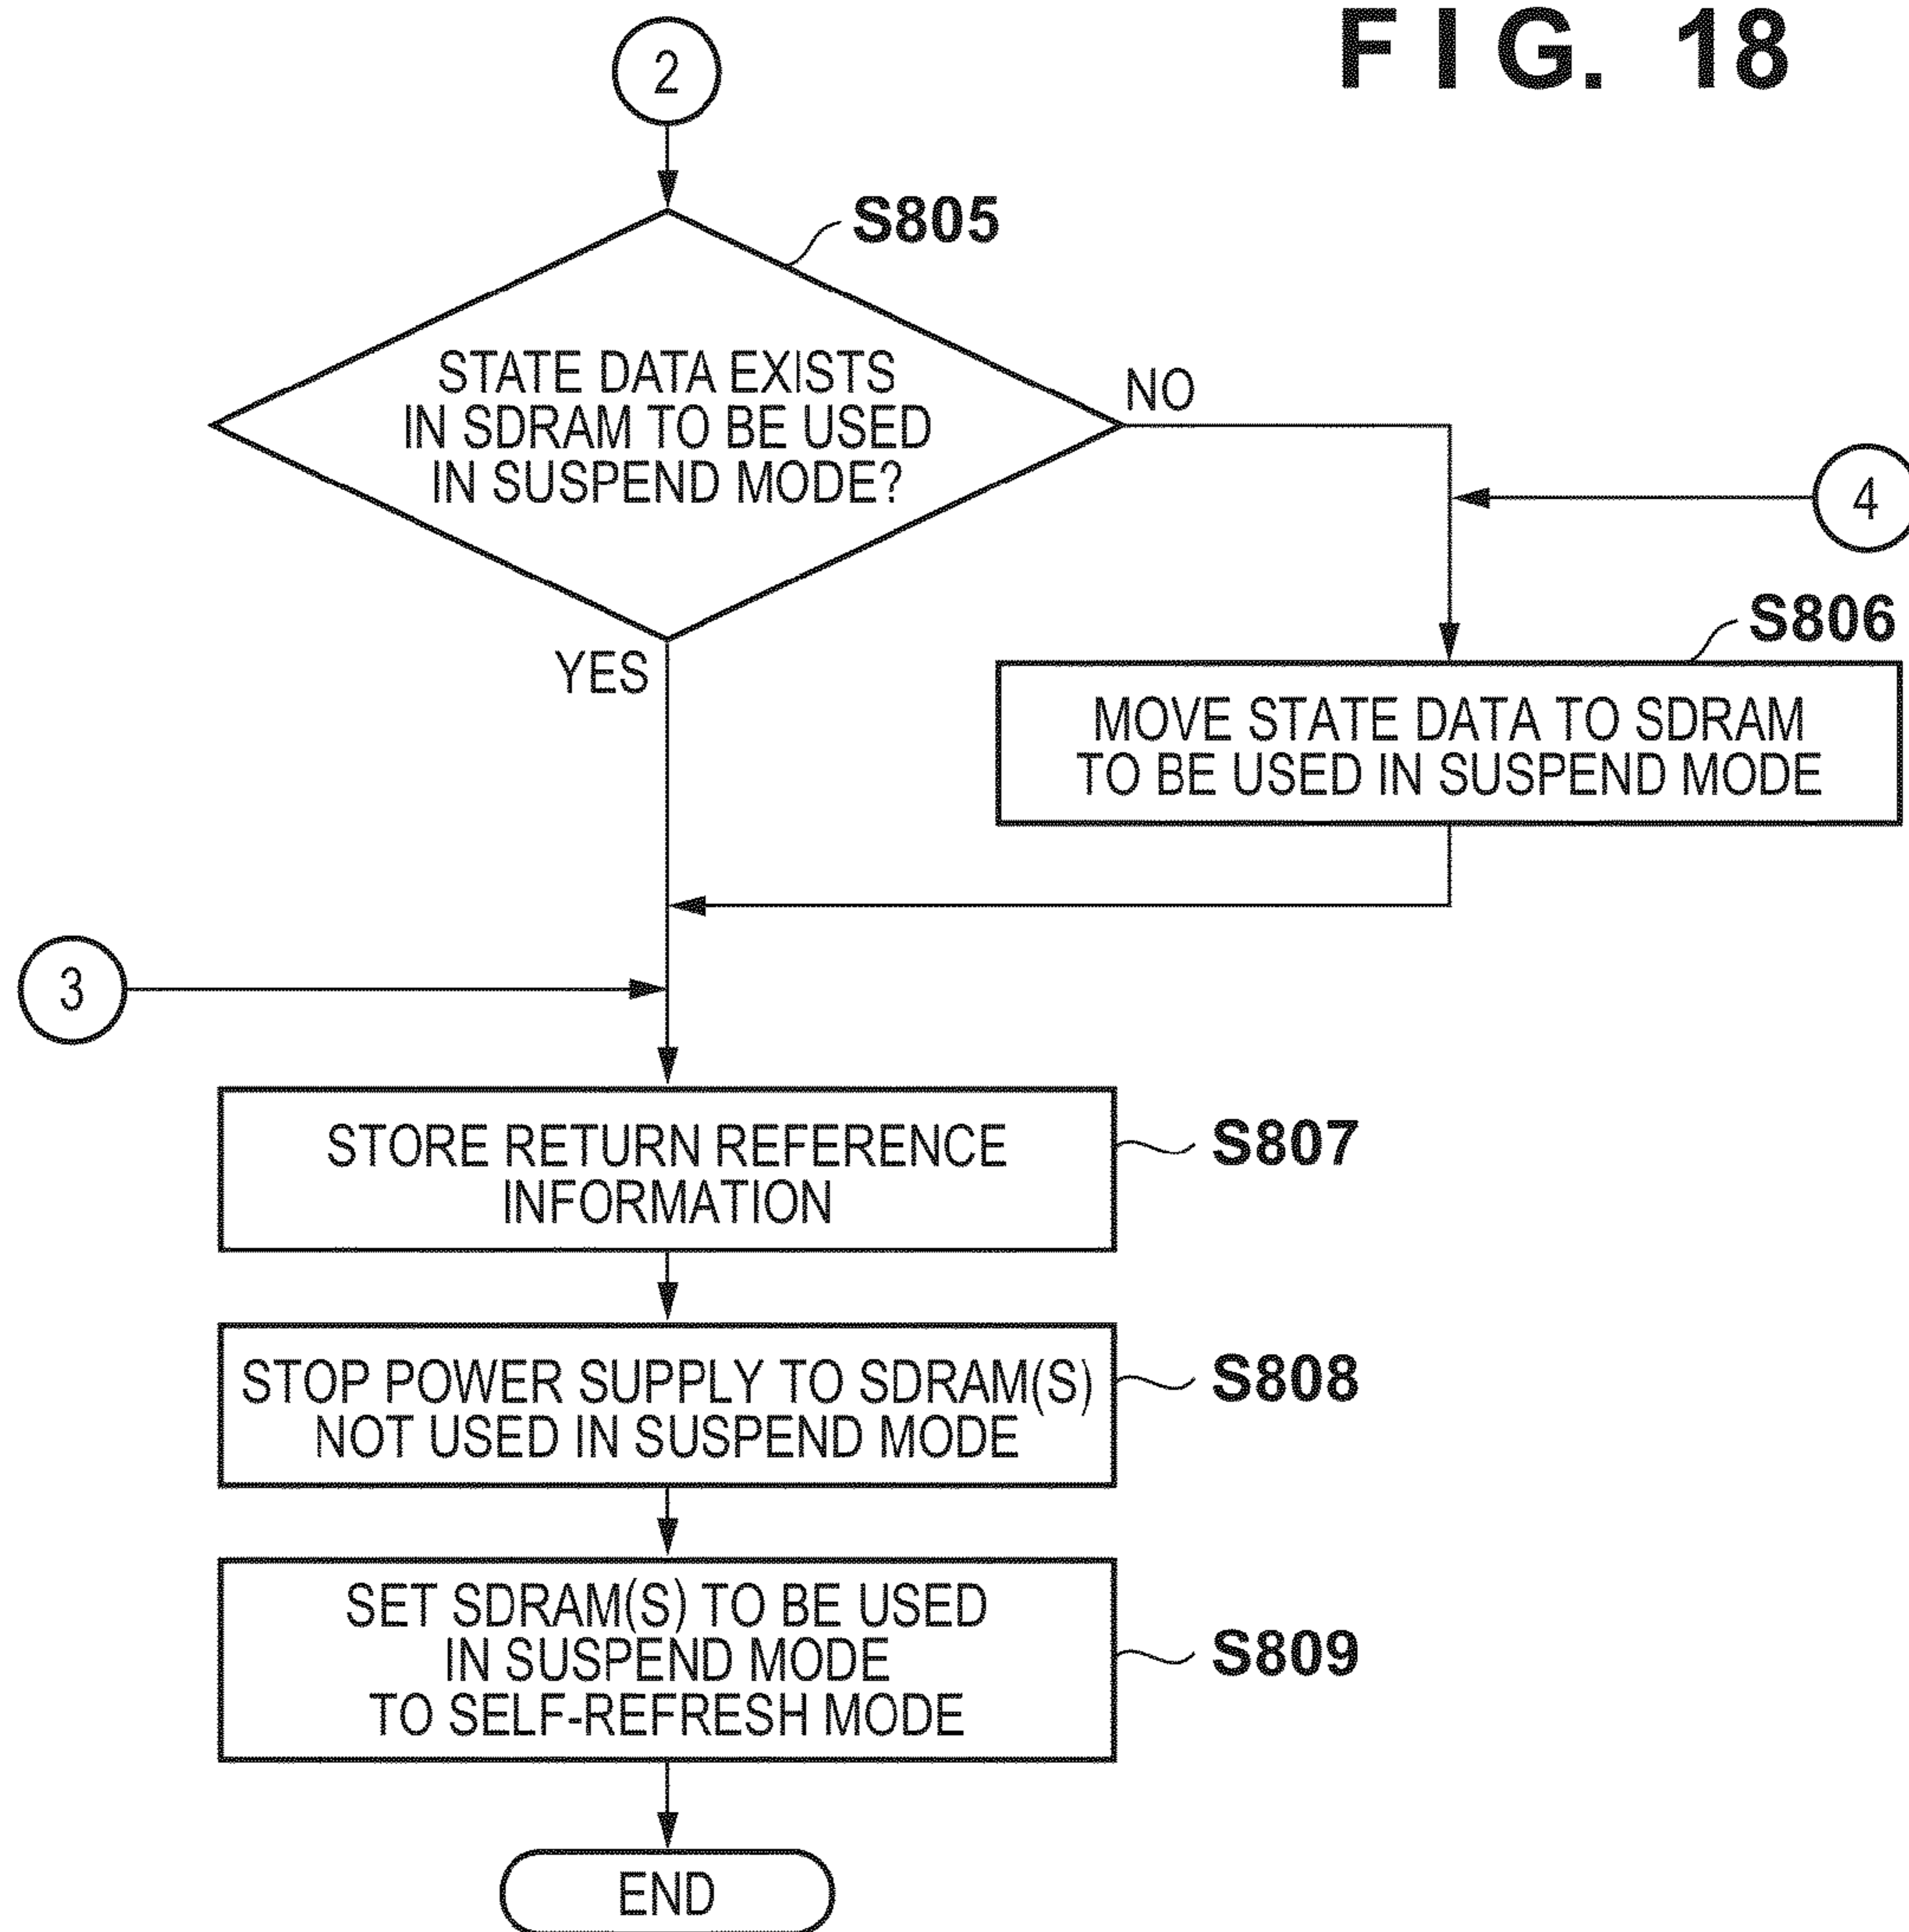 FIG. 18
2
S805
STATE DATA EXISTS
IN SDRAM TO BE USED
IN SUSPEND MODE?
NO
4
YES
S806
MOVE STATE DATA TO SDRAM
TO BE USED IN SUSPEND MODE
3
STORE RETURN REFERENCE
INFORMATION
S807
STOP POWER SUPPLY TO SDRAM(S)
NOT USED IN SUSPEND MODE
S808
SET SDRAM(S) TO BE USED
IN SUSPEND MODE
TO SELF-REFRESH MODE
S809
END